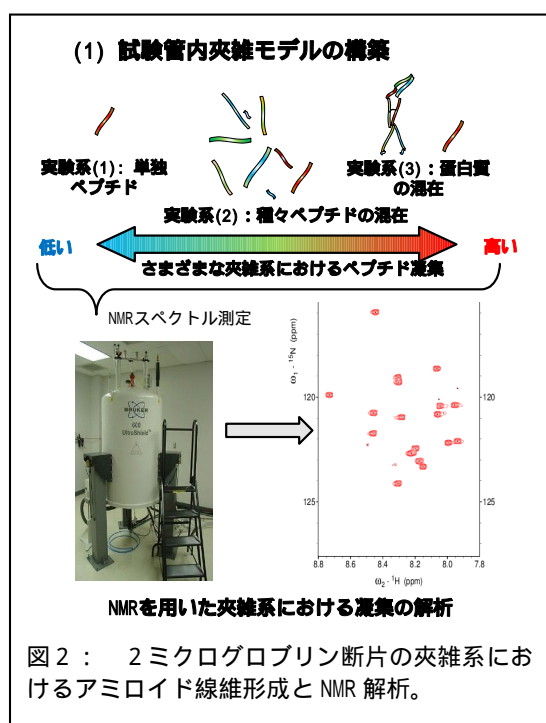 (1) 試験管内夾雑モデルの構築
実験系(1): 単独
ペプチド
実験系(2)：種々ペプチドの混在
実験系(3)：蛋白質
の混在
低い
高い
さまざまな夾雑系におけるペプチド凝集
NMRスペクトル測定
BRUKER
600
UltraShield
ω₁ - ¹⁵N (ppm)
120
125
120
125
8.8
8.6
8.4
8.2
8.0
7.8
ω₂ - ¹H (ppm)
NMRを用いた夾雑系における凝集の解析
図２： ２ミクログロブリン断片の夾雑系にお
けるアミロイド線維形成と NMR 解析。